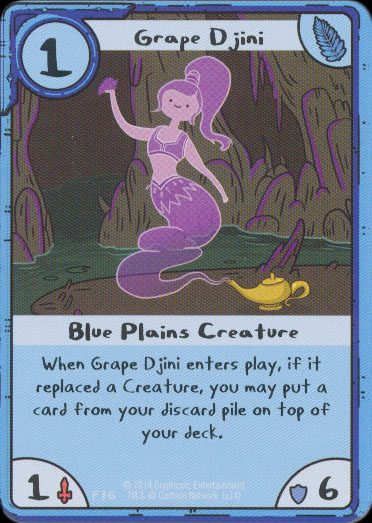 1
Grape Djini
Blue Plains Creature
When Grape Djini enters play, if it
replaced a Creature, you may put a
card from your discard pile on top of
your deck.
1
F16
© 2014 Cryptozoic Entertainment
TM & © Cartoon Network. (s14)
6